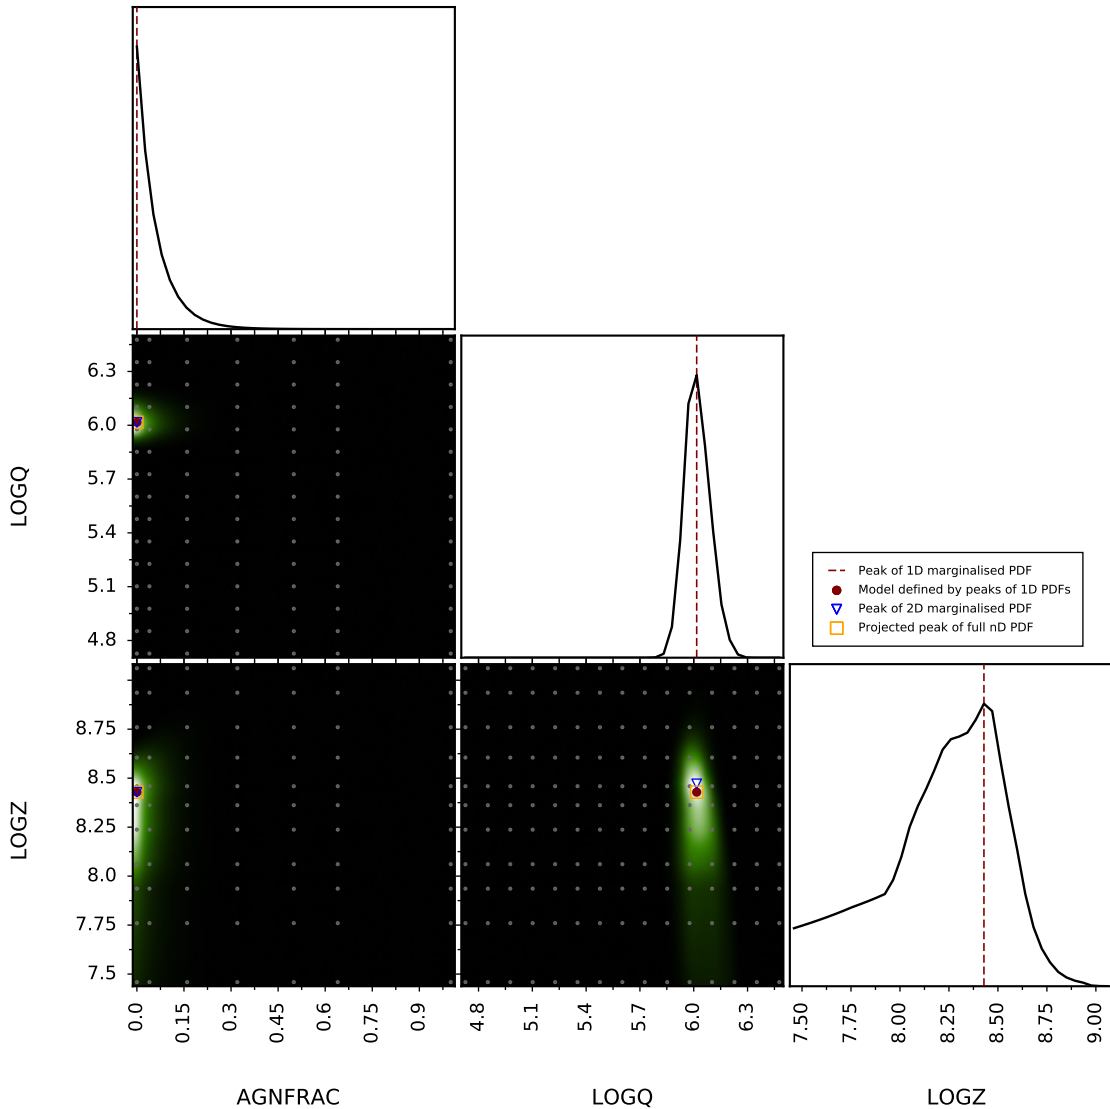 6.3
6.0
5.7
5.4
5.1
4.8
LOGQ
Peak of 1D marginalised PDF
Model defined by peaks of 1D PDFs
Peak of 2D marginalised PDF
Projected peak of full nD PDF
8.75
8.5
8.25
8.0
7.75
7.5
LOGZ
0.0 0.15 0.3 0.45 0.6 0.75 0.9
4.8 5.1 5.4 5.7 6.0 6.3
7.50 7.75 8.00 8.25 8.50 8.75 9.00
AGNFRAC
LOGQ
LOGZ